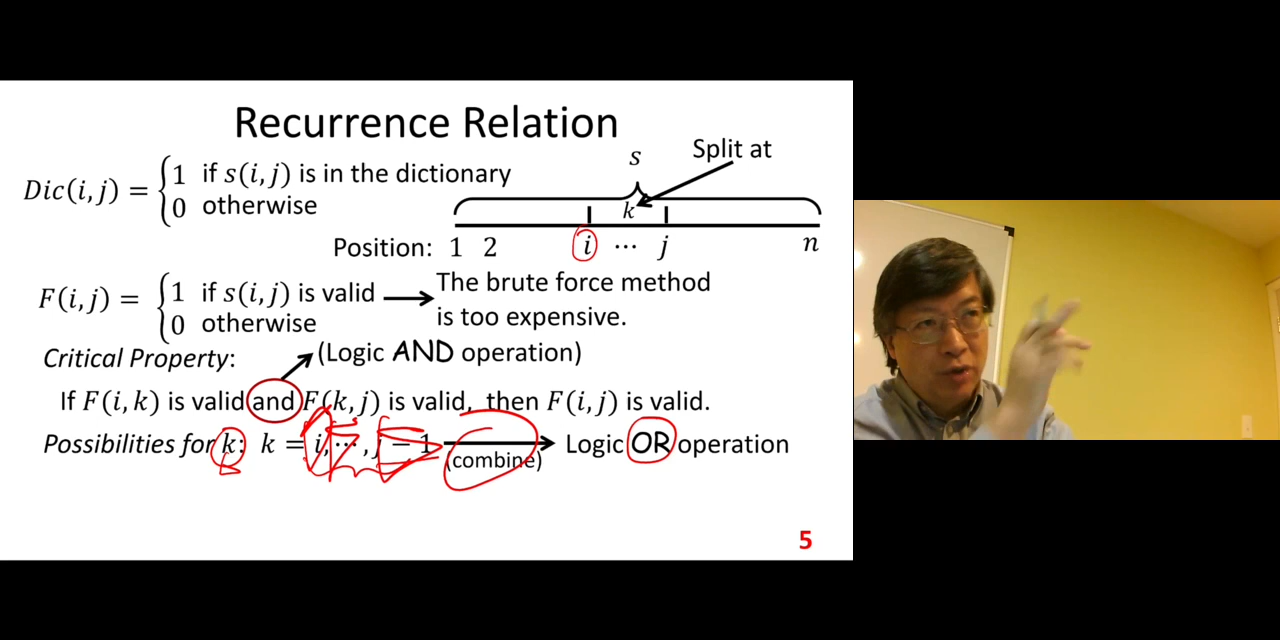 Recurrence Relation
Dic(i, j) = {1 if s(i, j) is in the dictionary
0 otherwise
s
Split at
k
Position: 1 2 i ⋯ j n
F(i, j) = {1 if s(i, j) is valid
0 otherwise
The brute force method
is too expensive.
Critical Property:
(Logic AND operation)
If F(i, k) is valid and F(k, j) is valid, then F(i, j) is valid.
Possibilities for k: k = i, ⋯ , j − 1
(combine)
Logic OR operation
5